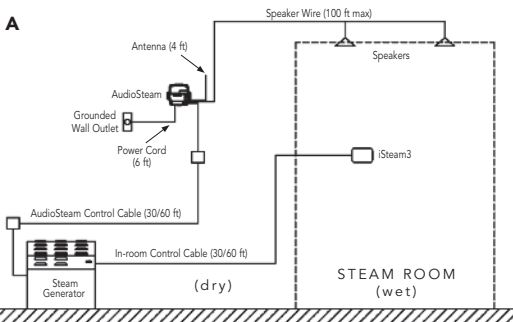 A
Speaker Wire (100 ft max)
Antenna (4 ft)
Speakers
AudioSteam
Grounded
Wall Outlet
Power Cord
(6 ft)
iSteam3
AudioSteam Control Cable (30/60 ft)
In-room Control Cable (30/60 ft)
Steam
Generator
(dry)
STEAM ROOM
(wet)